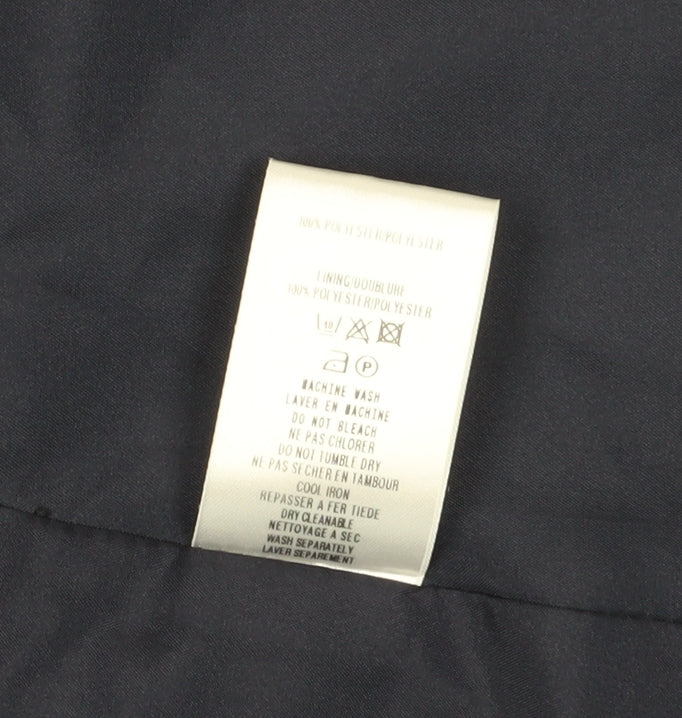 100% POLYESTER/POLYESTER
LINING/DOUBLURE
100% POLYESTER/POLYESTER
40
P
MACHINE WASH
LAVER EN MACHINE
DO NOT BLEACH
NE PAS CHLORER
DO NOT TUMBLE DRY
NE PAS SECHER EN TAMBOUR
COOL IRON
REPASSER A FER TIEDE
DRY CLEANABLE
NETTOYAGE A SEC
WASH SEPARATELY
LAVER SEPAREMENT